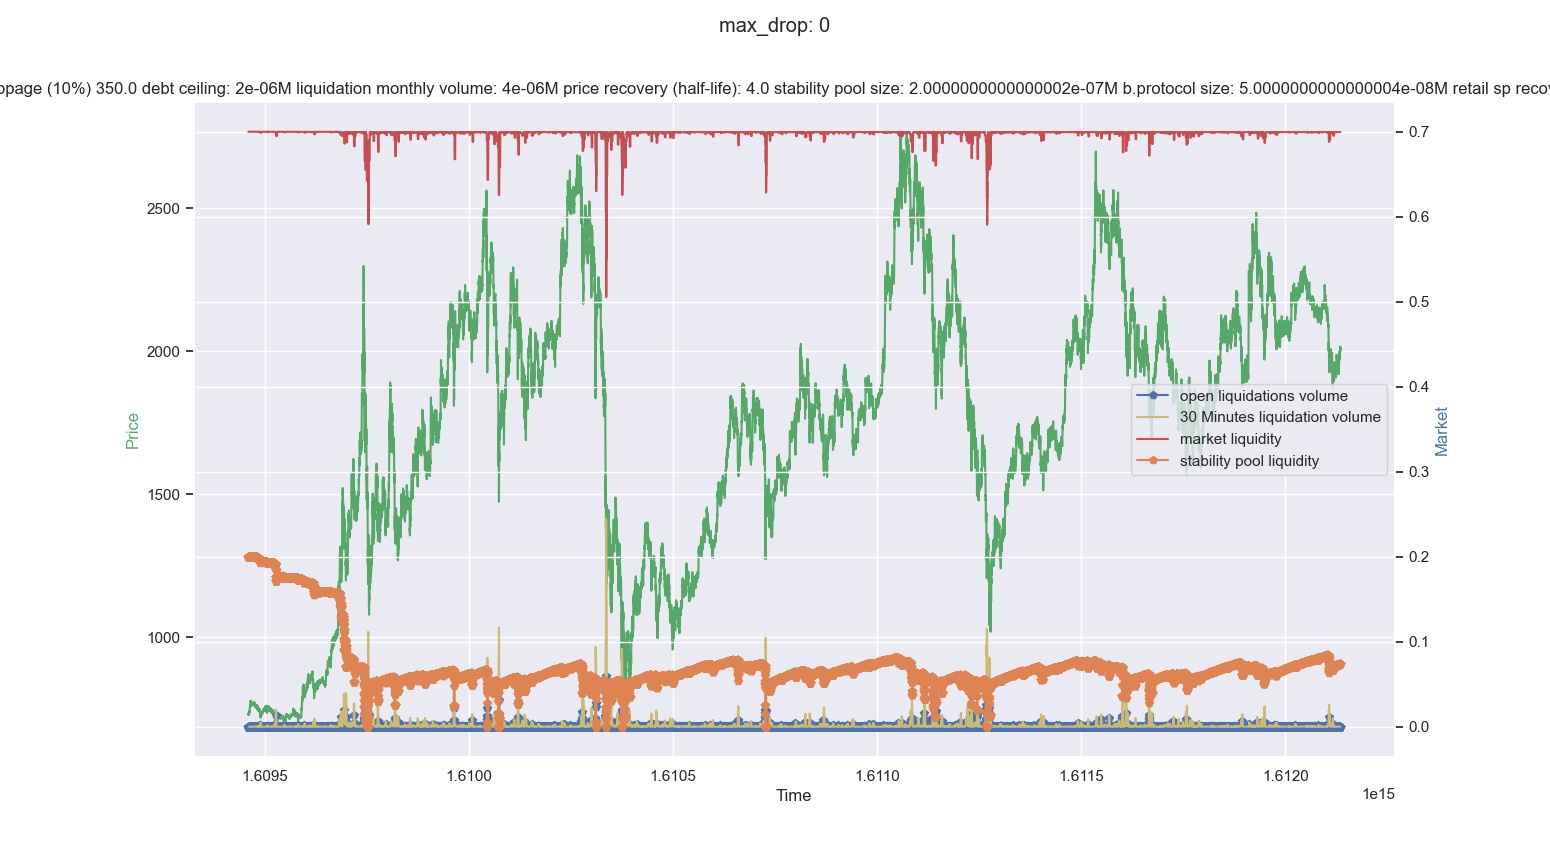 max_drop: 0
opage (10%) 350.0 debt ceiling: 2e-06M liquidation monthly volume: 4e-06M price recovery (half-life): 4.0 stability pool size: 2.0000000000000002e-07M b.protocol size: 5.0000000000000004e-08M retail sp recov
0.7
2500
0.6
0.5
2000
0.4
open liquidations volume
30 Minutes liquidation volume
market liquidity
stability pool liquidity
Price
Market
0.3
1500
0.2
1000
0.1
0.0
1.6095
1.6100
1.6105
1.6110
1.6115
1.6120
Time
1e15